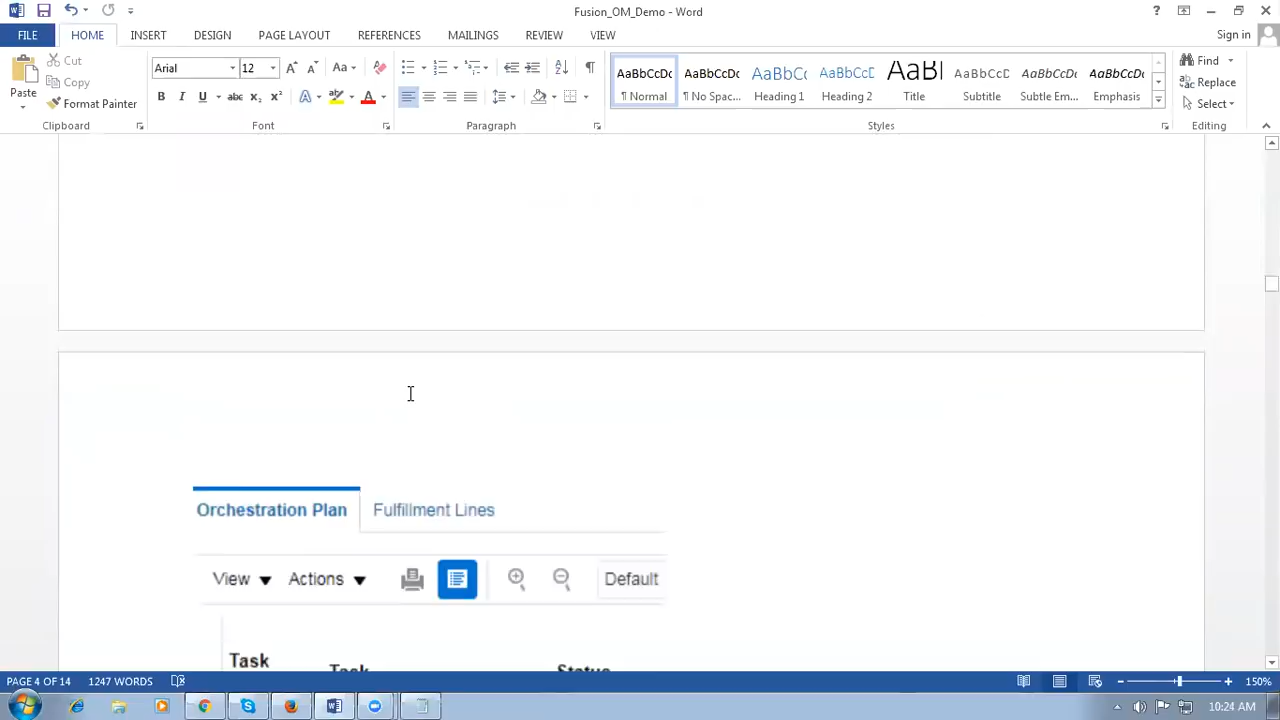 Fusion_OM_Demo - Word
FILE HOME INSERT DESIGN PAGE LAYOUT REFERENCES MAILINGS REVIEW VIEW Sign in
Paste Cut Copy Format Painter
Arial 12
AaBbCcDc AaBbCcDc AaBbCc AaBbCcE AaBl AaBbCcD AaBbCcDc AaBbCcDc
¶ Normal ¶ No Spac... Heading 1 Heading 2 Title Subtitle Subtle Em... Emphasis
Find Replace Select
Clipboard Font Paragraph Styles Editing
Orchestration Plan Fulfillment Lines
View Actions Default
Task
Task Status
PAGE 4 OF 14 1247 WORDS 150%
10:24 AM